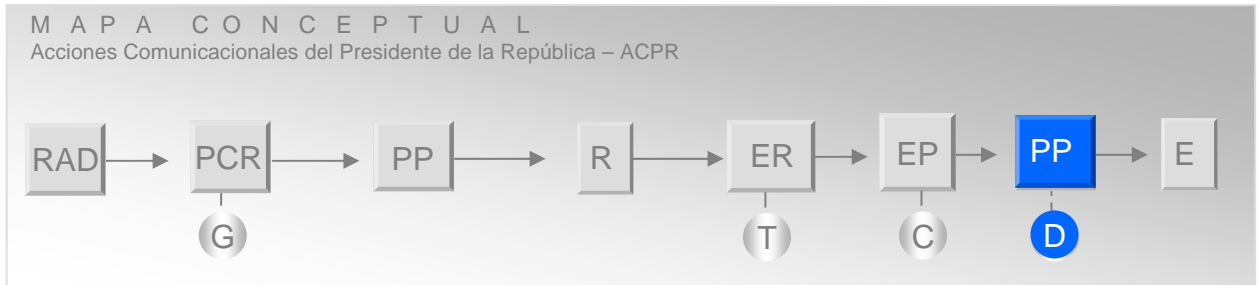 M A P A C O N C E P T U A L
Acciones Comunicacionales del Presidente de la República – ACPR
RAD PCR PP R ER EP PP E
G T C D